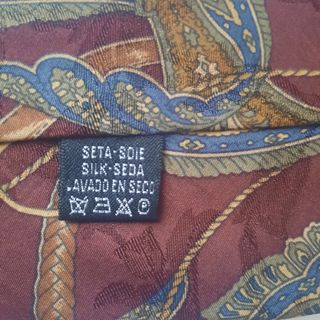 SETA-SOIE
SILK-SEDA
LAVADO EN SECO
P